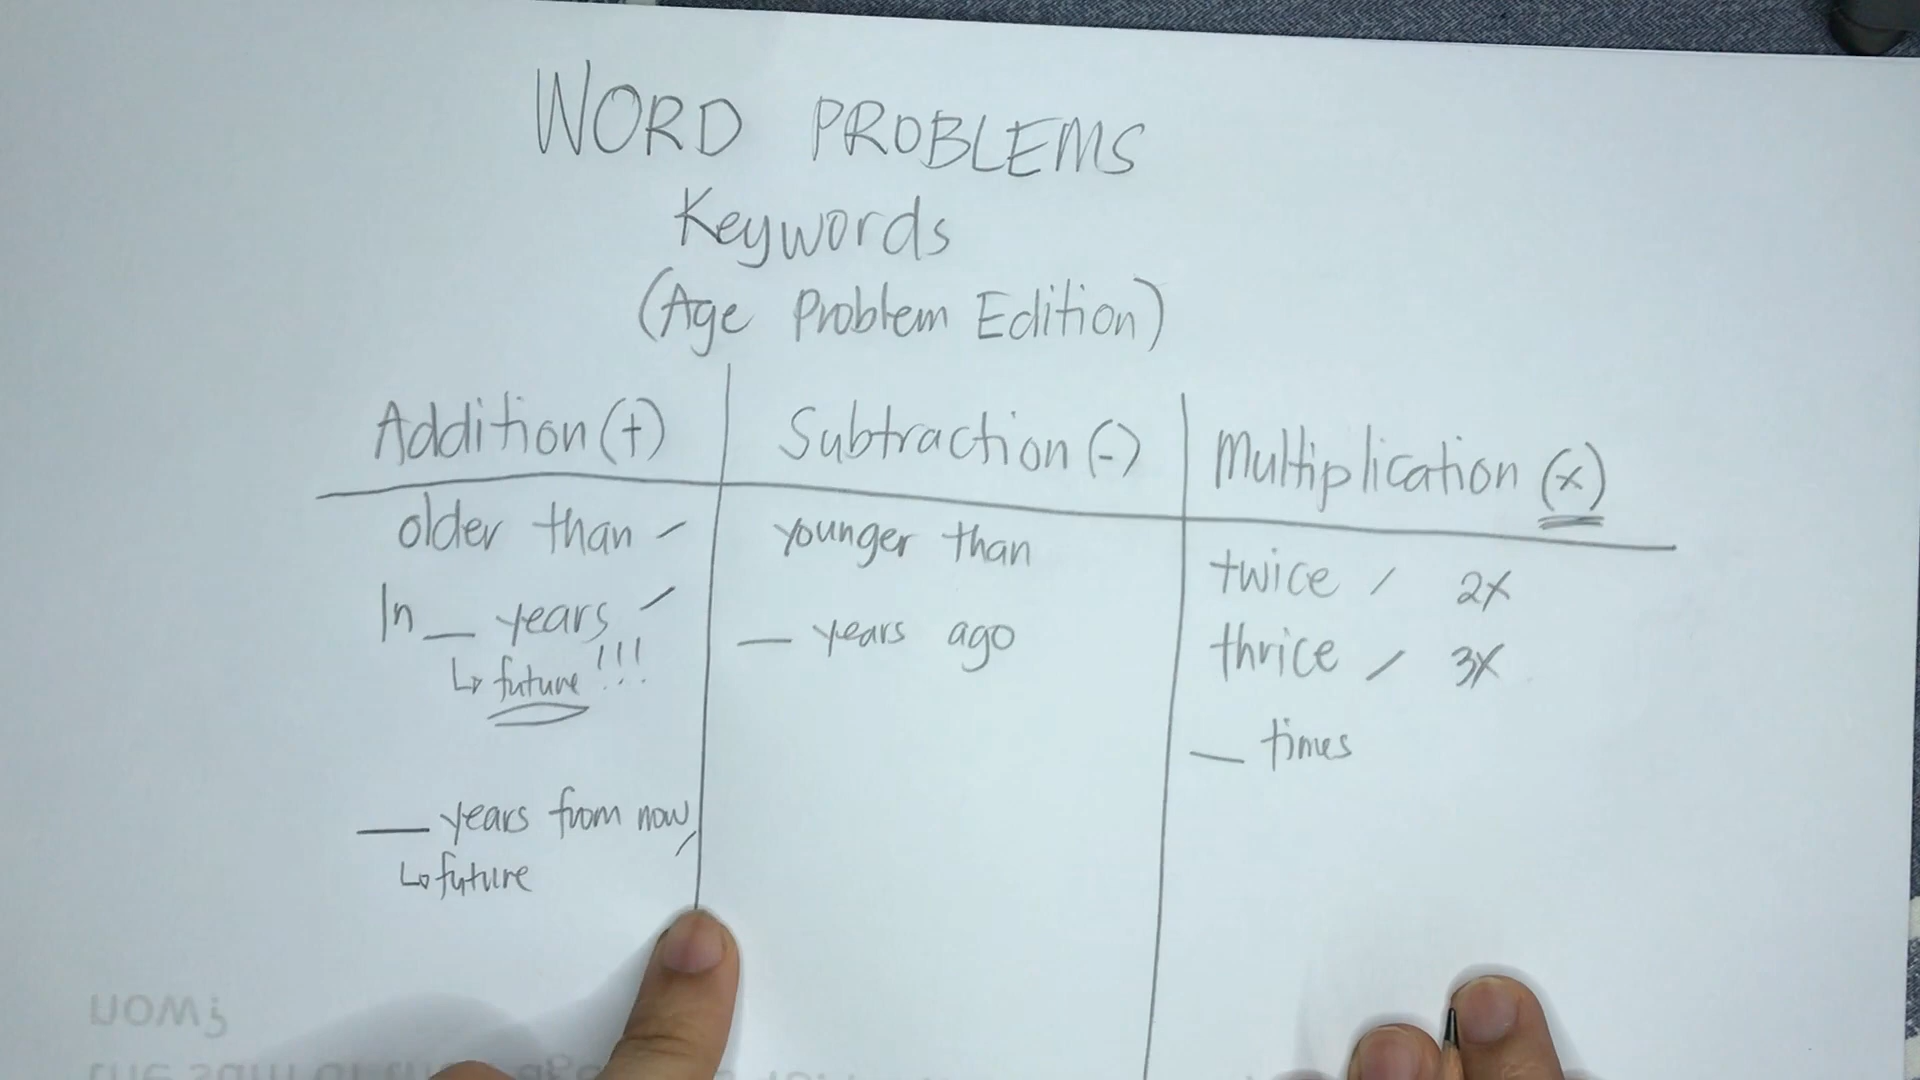 WORD PROBLEMS
Keywords
(Age Problem Edition)
Addition (+)
older than
In __ years
↳ future !!!
__ years from now
↳ future
Subtraction (-)
younger than
__ years ago
Multiplication (x)
twice / 2x
thrice / 3x
__ times